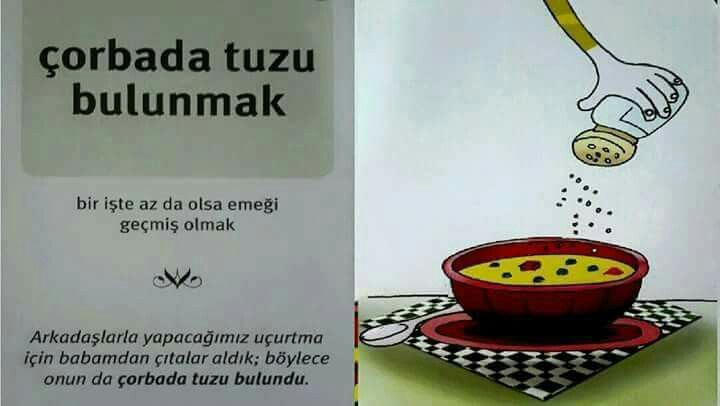 çorbada tuzu
bulunmak
bir işte az da olsa emeği
geçmiş olmak
Arkadaşlarla yapacağımız uçurtma
için babamdan çıtalar aldık; böylece
onun da çorbada tuzu bulundu.